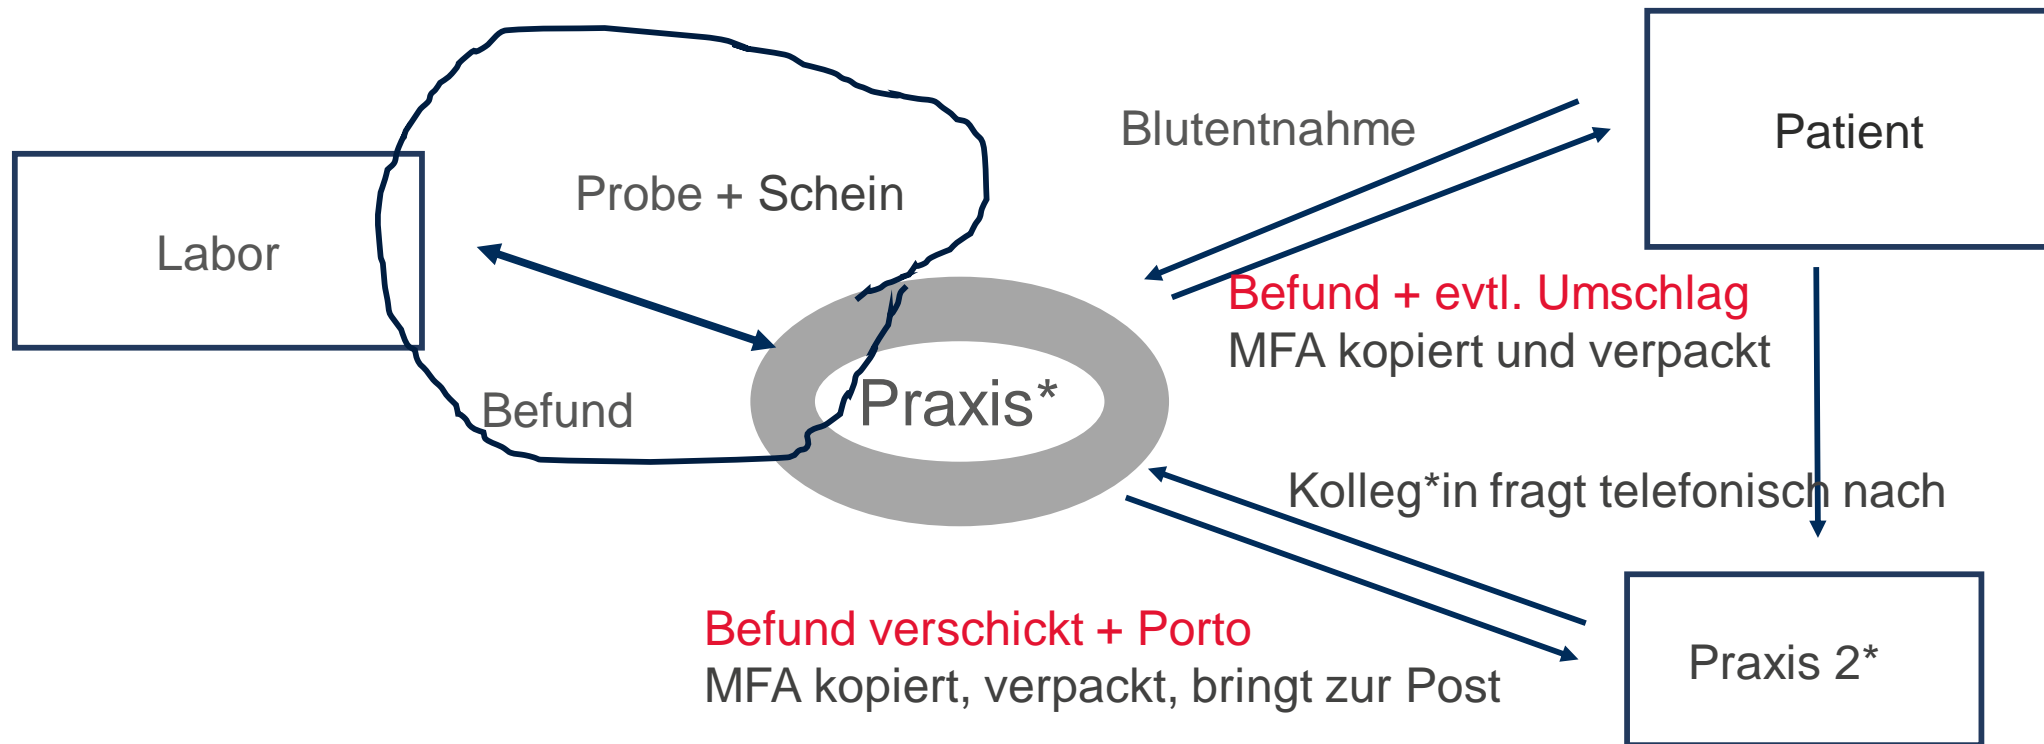 Blutentnahme
Patient
Probe + Schein
Labor
Befund + evtl. Umschlag
MFA kopiert und verpackt
Befund
Praxis*
Kolleg*in fragt telefonisch nach
Befund verschickt + Porto
MFA kopiert, verpackt, bringt zur Post
Praxis 2*